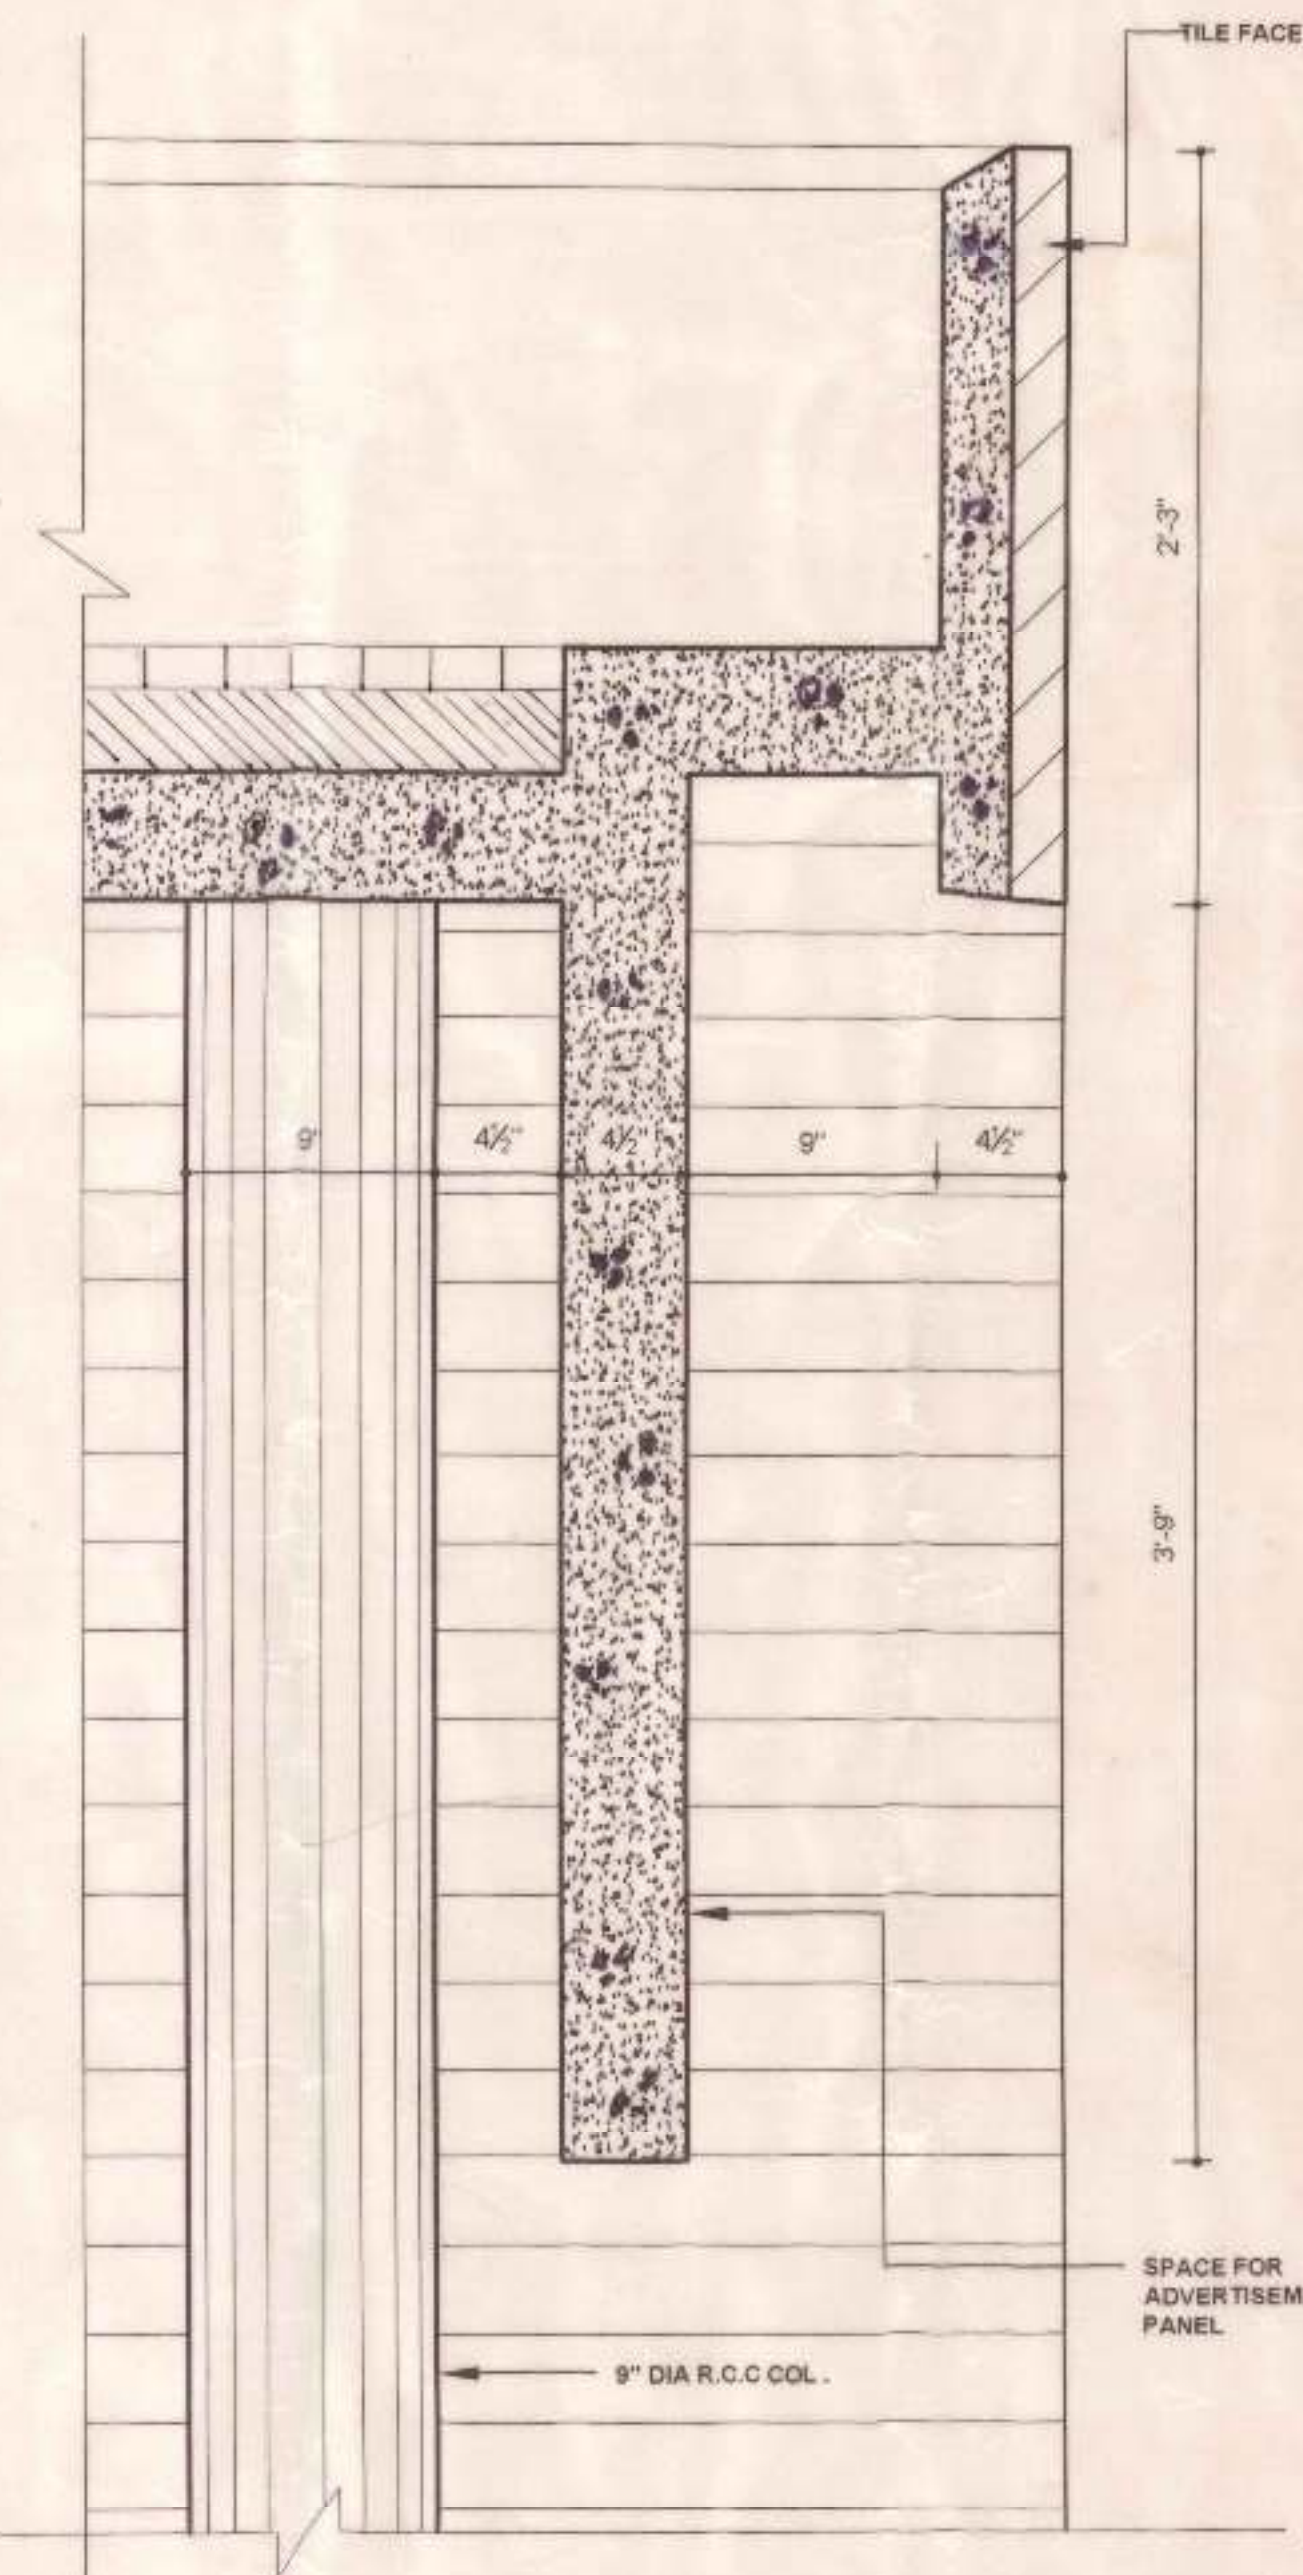 TILE FACE
2'-3"
9"
4½"
4½"
9"
4½"
3'-9"
SPACE FOR
ADVERTISEM
PANEL
9" DIA R.C.C COL .